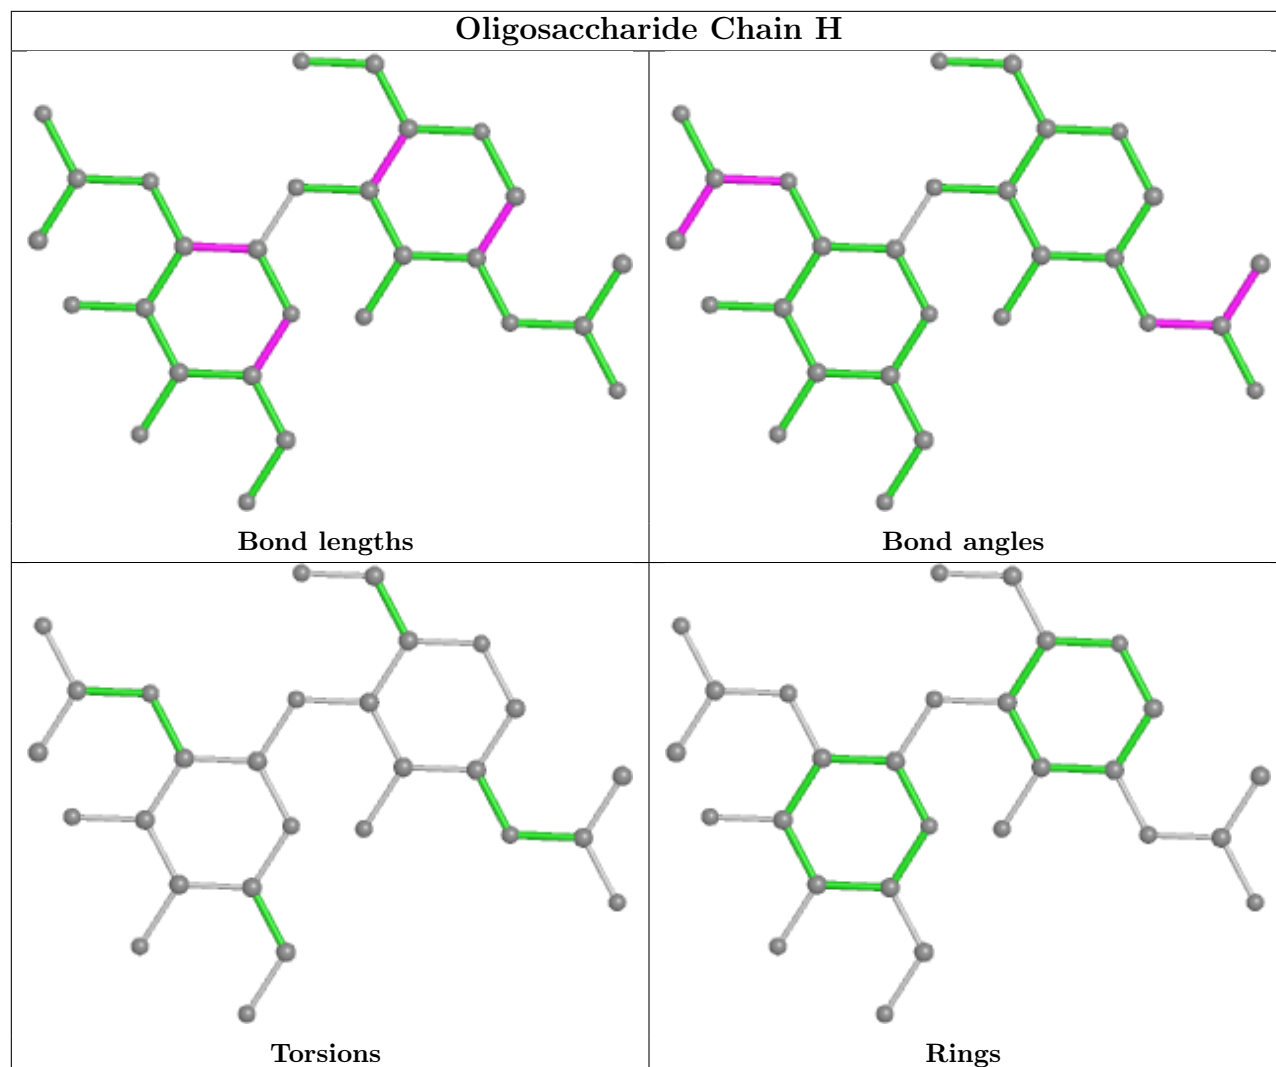 Oligosaccharide Chain H
Bond lengths
Bond angles
Torsions
Rings